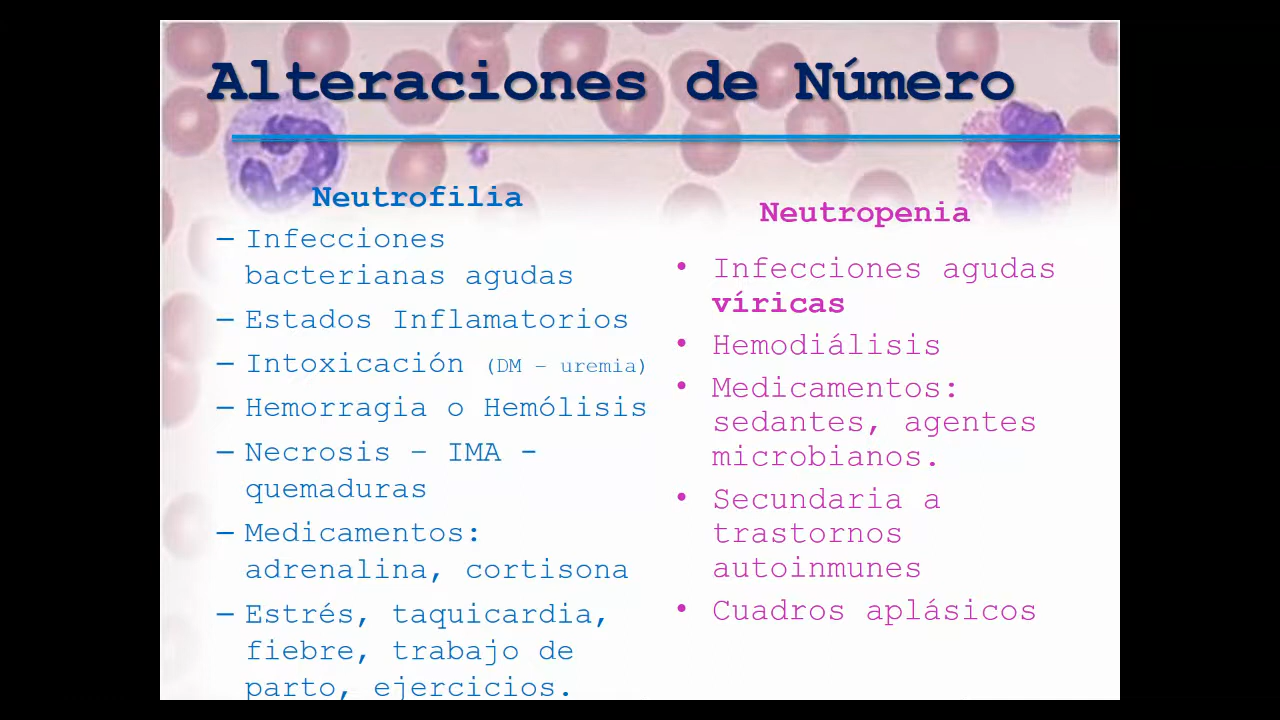 Alteraciones de Número
Neutrofilia
– Infecciones
bacterianas agudas
– Estados Inflamatorios
– Intoxicación (DM – uremia)
– Hemorragia o Hemólisis
– Necrosis – IMA -
quemaduras
– Medicamentos:
adrenalina, cortisona
– Estrés, taquicardia,
fiebre, trabajo de
parto, ejercicios.
Neutropenia
• Infecciones agudas
víricas
• Hemodiálisis
• Medicamentos:
sedantes, agentes
microbianos.
• Secundaria a
trastornos
autoinmunes
• Cuadros aplásicos